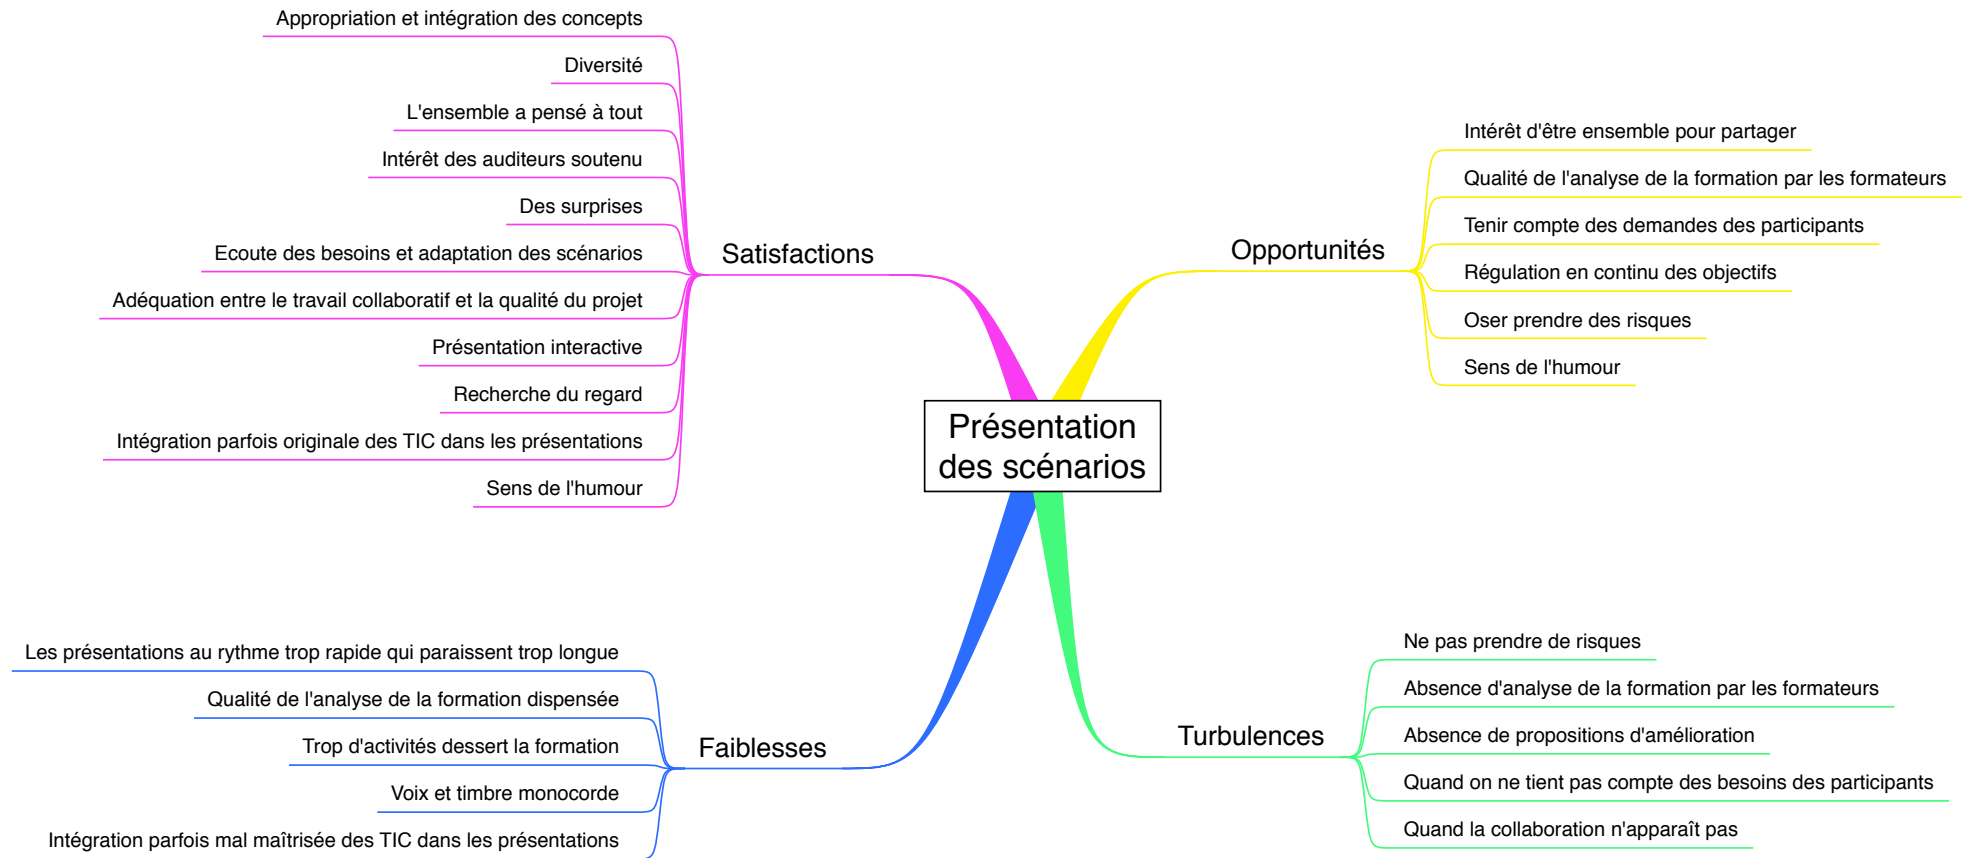 Présentation
des scénarios
Satisfactions
Appropriation et intégration des concepts
Diversité
L'ensemble a pensé à tout
Intérêt des auditeurs soutenu
Des surprises
Ecoute des besoins et adaptation des scénarios
Adéquation entre le travail collaboratif et la qualité du projet
Présentation interactive
Recherche du regard
Intégration parfois originale des TIC dans les présentations
Sens de l'humour
Opportunités
Intérêt d'être ensemble pour partager
Qualité de l'analyse de la formation par les formateurs
Tenir compte des demandes des participants
Régulation en continu des objectifs
Oser prendre des risques
Sens de l'humour
Faiblesses
Les présentations au rythme trop rapide qui paraissent trop longue
Qualité de l'analyse de la formation dispensée
Trop d'activités dessert la formation
Voix et timbre monocorde
Intégration parfois mal maîtrisée des TIC dans les présentations
Turbulences
Ne pas prendre de risques
Absence d'analyse de la formation par les formateurs
Absence de propositions d'amélioration
Quand on ne tient pas compte des besoins des participants
Quand la collaboration n'apparaît pas